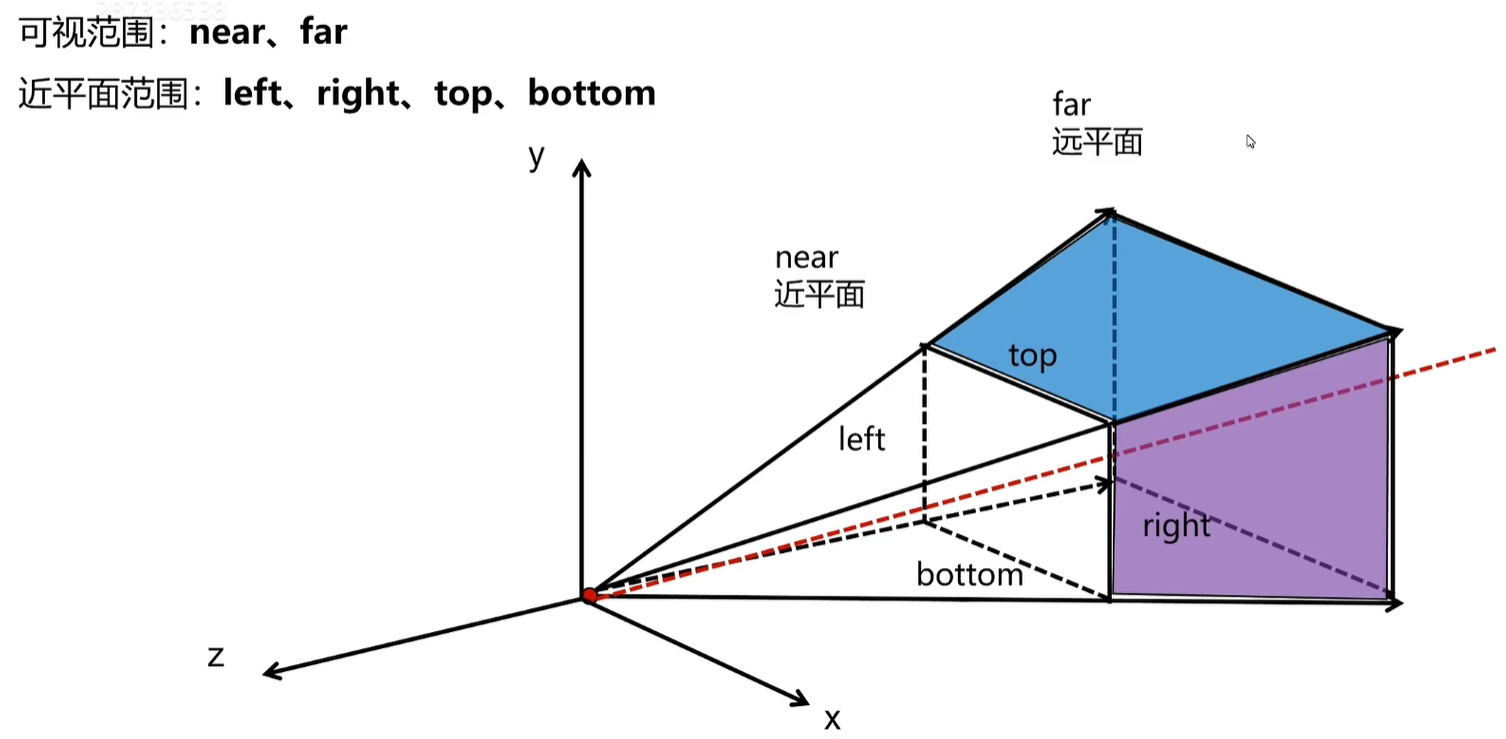 287336538
可视范围：near、far
近平面范围：left、right、top、bottom
far
远平面
y
near
近平面
top
left
right
bottom
z
x